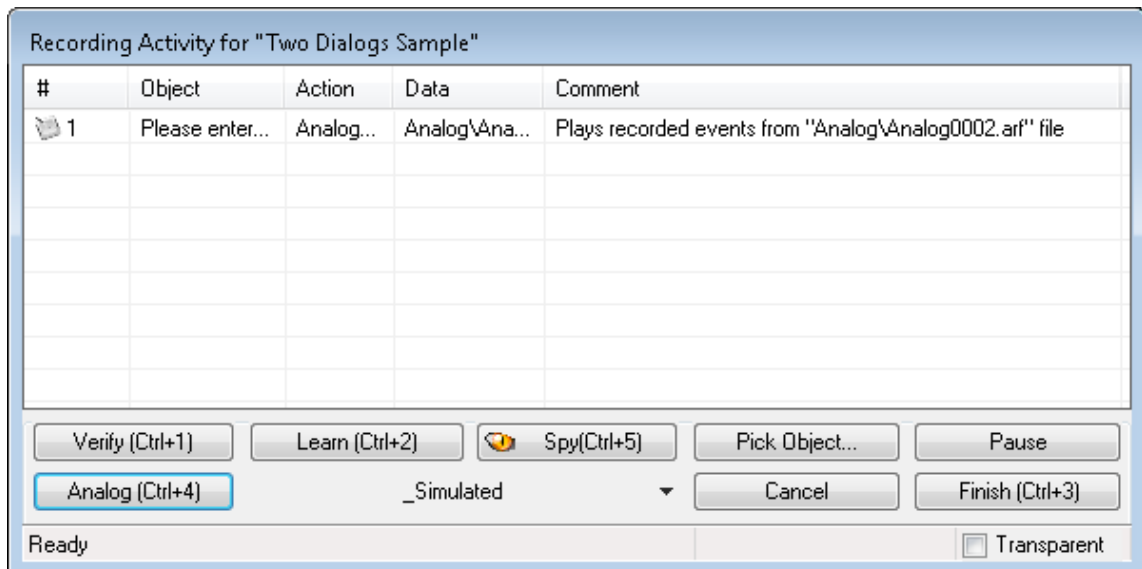 Recording Activity for "Two Dialogs Sample"
# Object Action Data Comment
1 Please enter... Analog... Analog\Ana... Plays recorded events from "Analog\Analog0002.arf" file
Verify (Ctrl+1) Learn (Ctrl+2) Spy(Ctrl+5) Pick Object... Pause
Analog (Ctrl+4) _Simulated Cancel Finish (Ctrl+3)
Ready Transparent